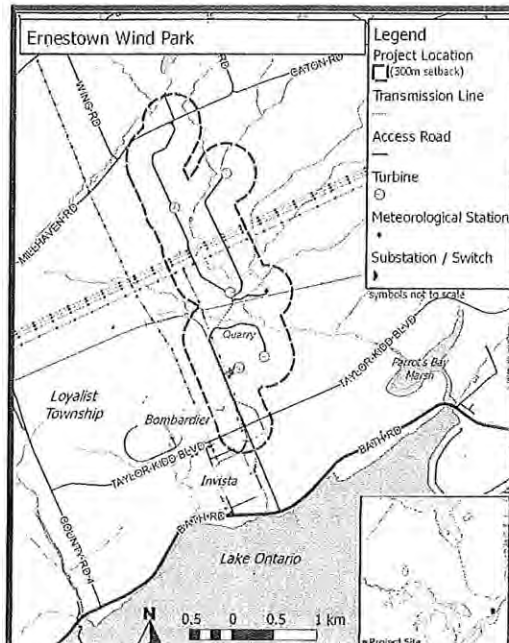 Ernestown Wind Park
Legend
Project Location
(300m setback)
Transmission Line
Access Road
Turbine
Meteorological Station
Substation / Switch
symbols not to scale
WING RD
CATON RD
RD
MILLHAVEN RD
Quarry
TAYLOR-KIDD BLVD
Parrot's Bay
Marsh
Loyalist
Township
Bombardier
TAYLOR-KIDD BLVD
Invista
BATH RD
BATH RD
COUNTY RD 4
Lake Ontario
N
0.5 0 0.5 1 km
Project Site